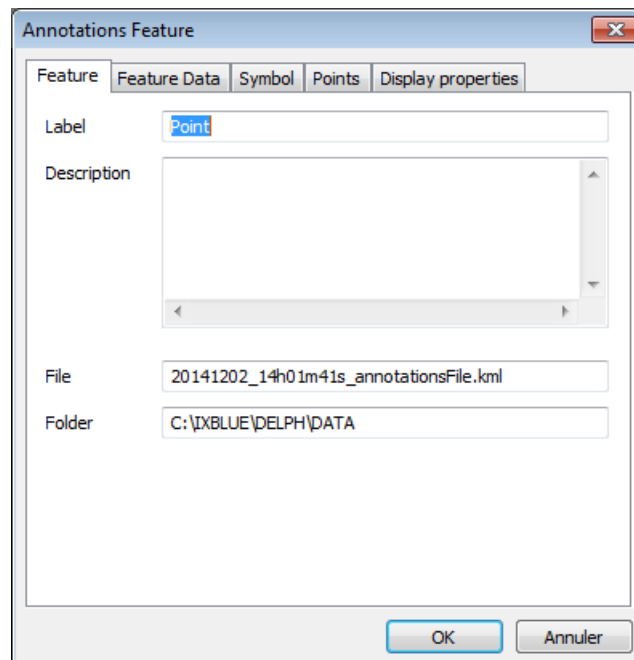 Annotations Feature
Feature Feature Data Symbol Points Display properties
Label Point
Description
File 20141202_14h01m41s_annotationsFile.kml
Folder C:\IXBLUE\DELPH\DATA
OK Annuler